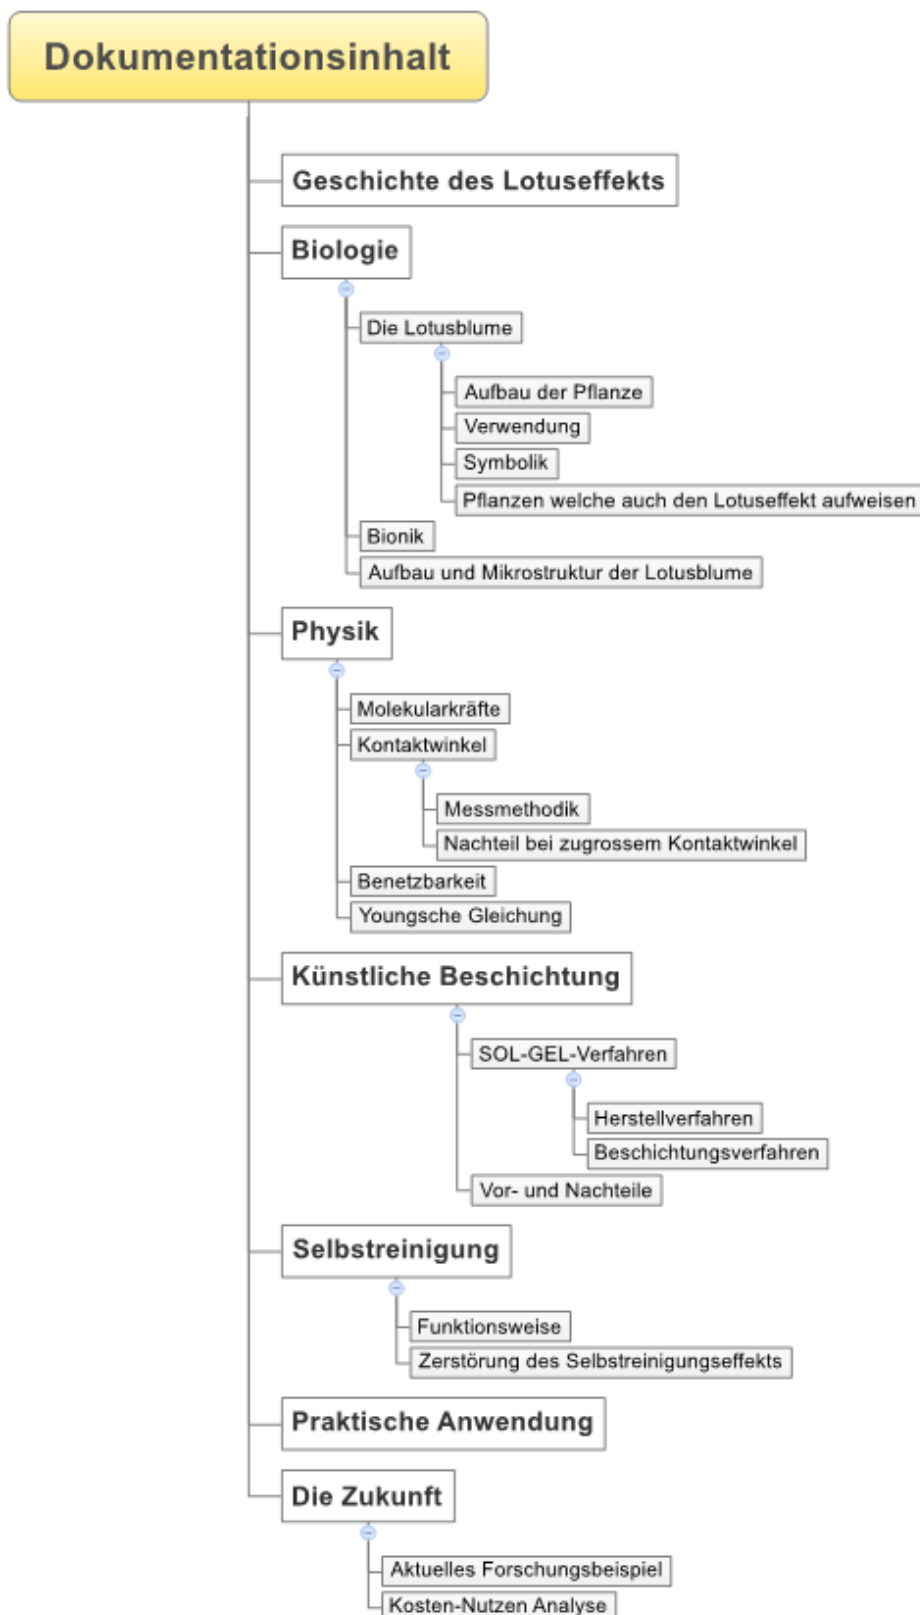 Dokumentationsinhalt
Geschichte des Lotuseffekts
Biologie
Die Lotusblume
Aufbau der Pflanze
Verwendung
Symbolik
Pflanzen welche auch den Lotuseffekt aufweisen
Bionik
Aufbau und Mikrostruktur der Lotusblume
Physik
Molekularkräfte
Kontaktwinkel
Messmethodik
Nachteil bei zugrossem Kontaktwinkel
Benetzbarkeit
Youngsche Gleichung
Künstliche Beschichtung
SOL-GEL-Verfahren
Herstellverfahren
Beschichtungsverfahren
Vor- und Nachteile
Selbstreinigung
Funktionsweise
Zerstörung des Selbstreinigungseffekts
Praktische Anwendung
Die Zukunft
Aktuelles Forschungsbeispiel
Kosten-Nutzen Analyse